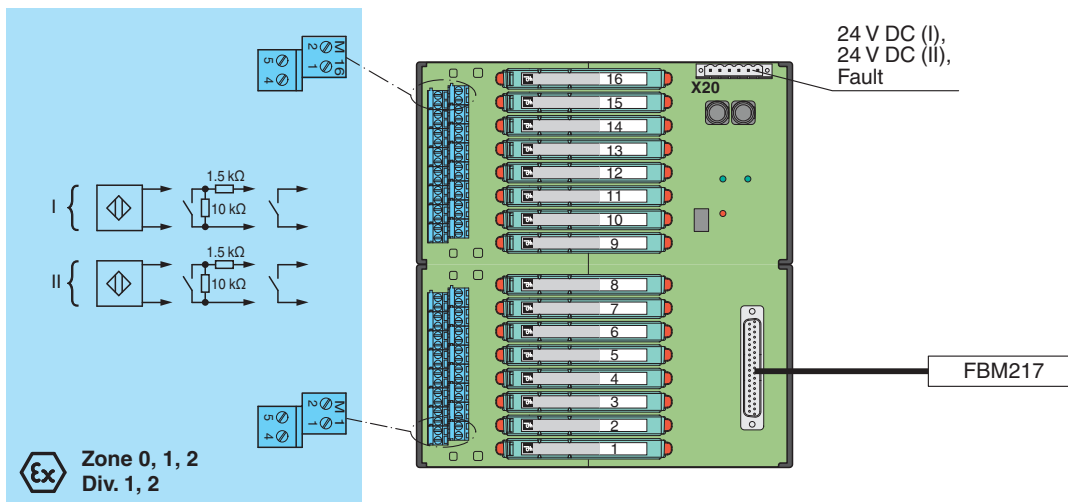 M 16
2 1
5 4
24 V DC (I),
24 V DC (II),
Fault
X20
16
15
14
13
12
11
10
9
8
7
6
5
4
3
2
1
I
1.5 kΩ
10 kΩ
II
1.5 kΩ
10 kΩ
FBM217
M 1
2 1
5 4
Ex
Zone 0, 1, 2
Div. 1, 2